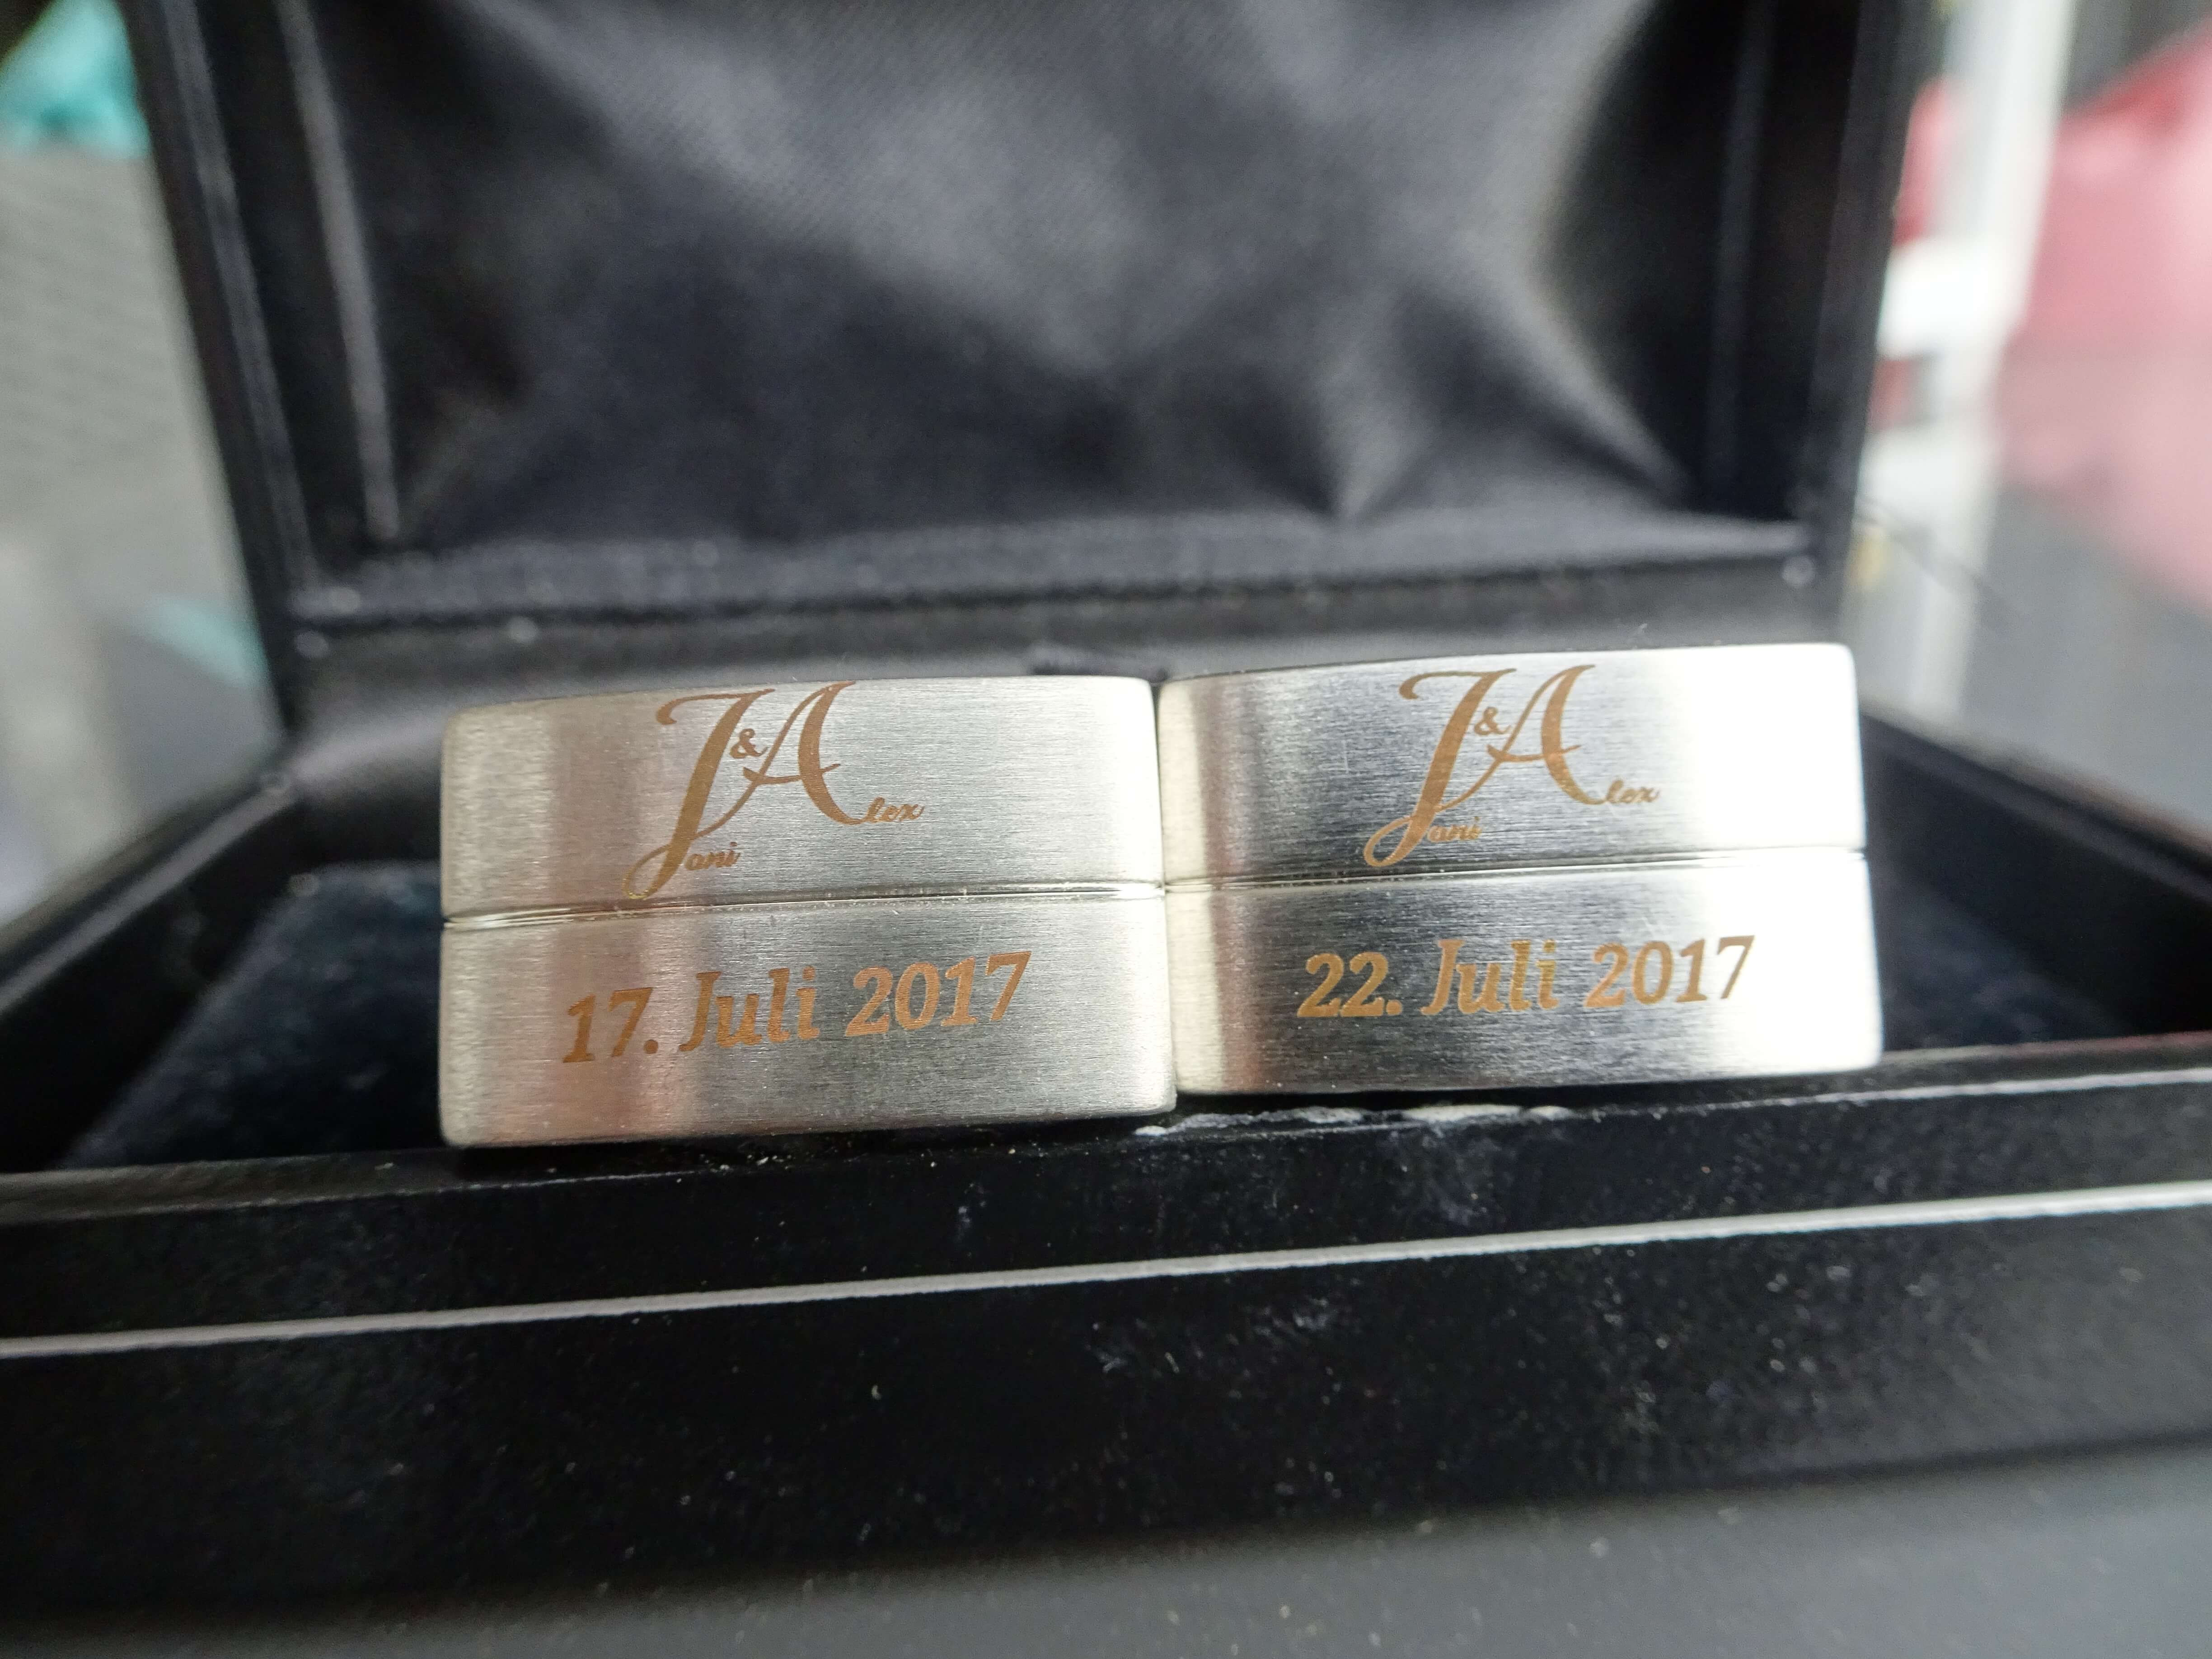 J&A
Jani Alex
17. Juli 2017
J&A
Jani Alex
22. Juli 2017